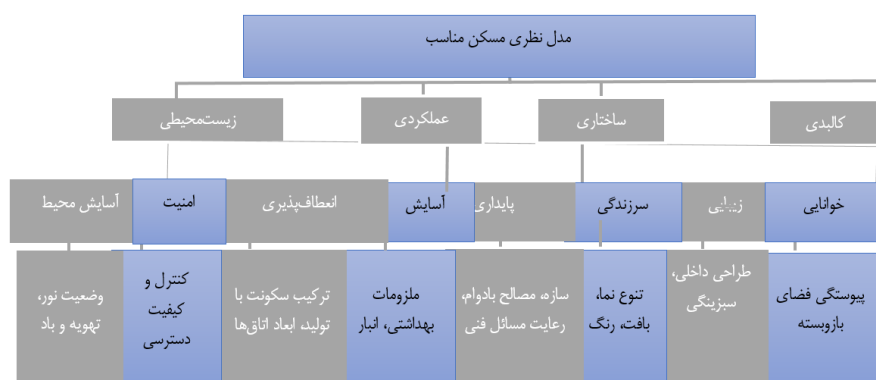 مدل نظری مسکن مناسب
کالبدی
ساختاری
عملکردی
زیست‌محیطی
خوانایی
زیبایی
سرزندگی
پایداری
آسایش
انعطاف‌پذیری
امنیت
آسایش محیط
پیوستگی فضای
بازوبسته
طراحی داخلی،
سبزینگی
تنوع نما،
بافت، رنگ
سازه، مصالح بادوام،
رعایت مسائل فنی
ملزومات
بهداشتی، انبار
ترکیب سکونت با
تولید، ابعاد اتاق‌ها
کنترل و
کیفیت
دسترسی
وضعیت نور،
تهویه و باد